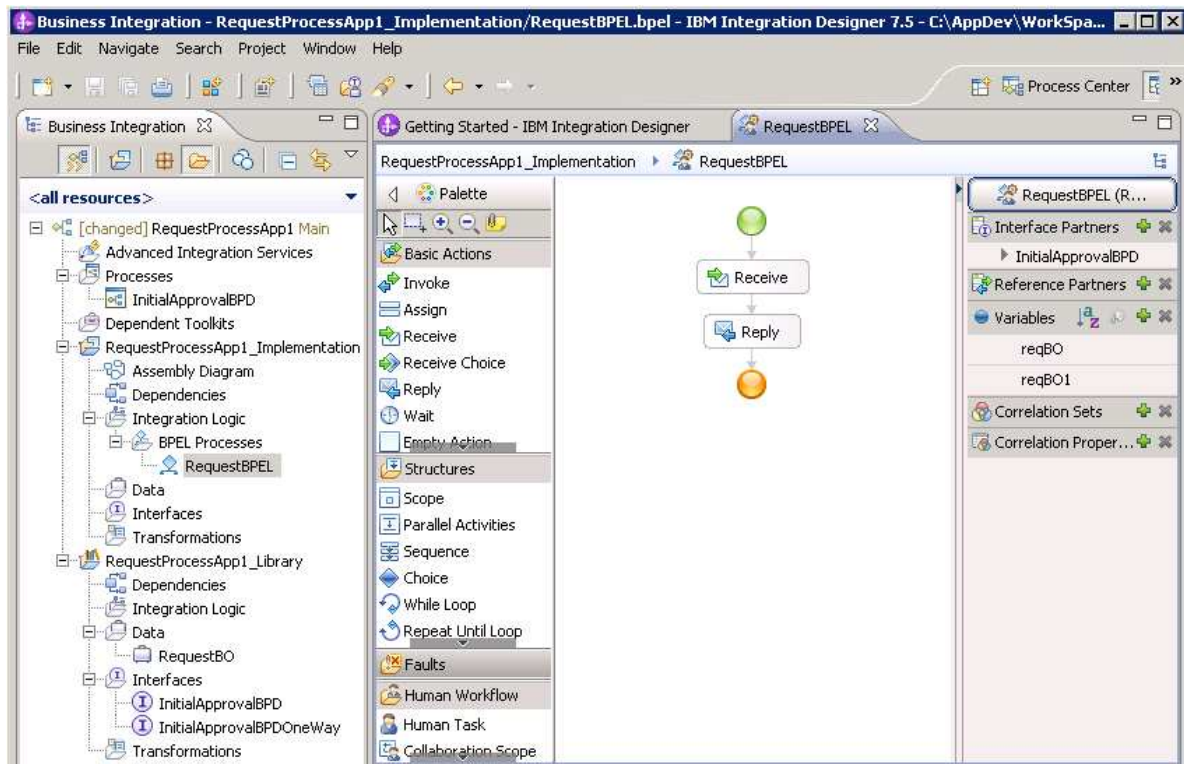 Business Integration - RequestProcessApp1_Implementation/RequestBPEL.bpel - IBM Integration Designer 7.5 - C:\AppDev\WorkSpa...
File Edit Navigate Search Project Window Help
Process Center
Business Integration
<all resources>
[changed] RequestProcessApp1 Main
Advanced Integration Services
Processes
InitialApprovalBPD
Dependent Toolkits
RequestProcessApp1_Implementation
Assembly Diagram
Dependencies
Integration Logic
BPEL Processes
RequestBPEL
Data
Interfaces
Transformations
RequestProcessApp1_Library
Dependencies
Integration Logic
Data
RequestBO
Interfaces
InitialApprovalBPD
InitialApprovalBPDOneWay
Transformations
Getting Started - IBM Integration Designer
RequestBPEL
RequestProcessApp1_Implementation
RequestBPEL
Palette
Basic Actions
Invoke
Assign
Receive
Receive Choice
Reply
Wait
Empty Action
Structures
Scope
Parallel Activities
Sequence
Choice
While Loop
Repeat Until Loop
Faults
Human Workflow
Human Task
Collaboration Scope
Receive
Reply
RequestBPEL (R...
Interface Partners
InitialApprovalBPD
Reference Partners
Variables
reqBO
reqBO1
Correlation Sets
Correlation Proper...